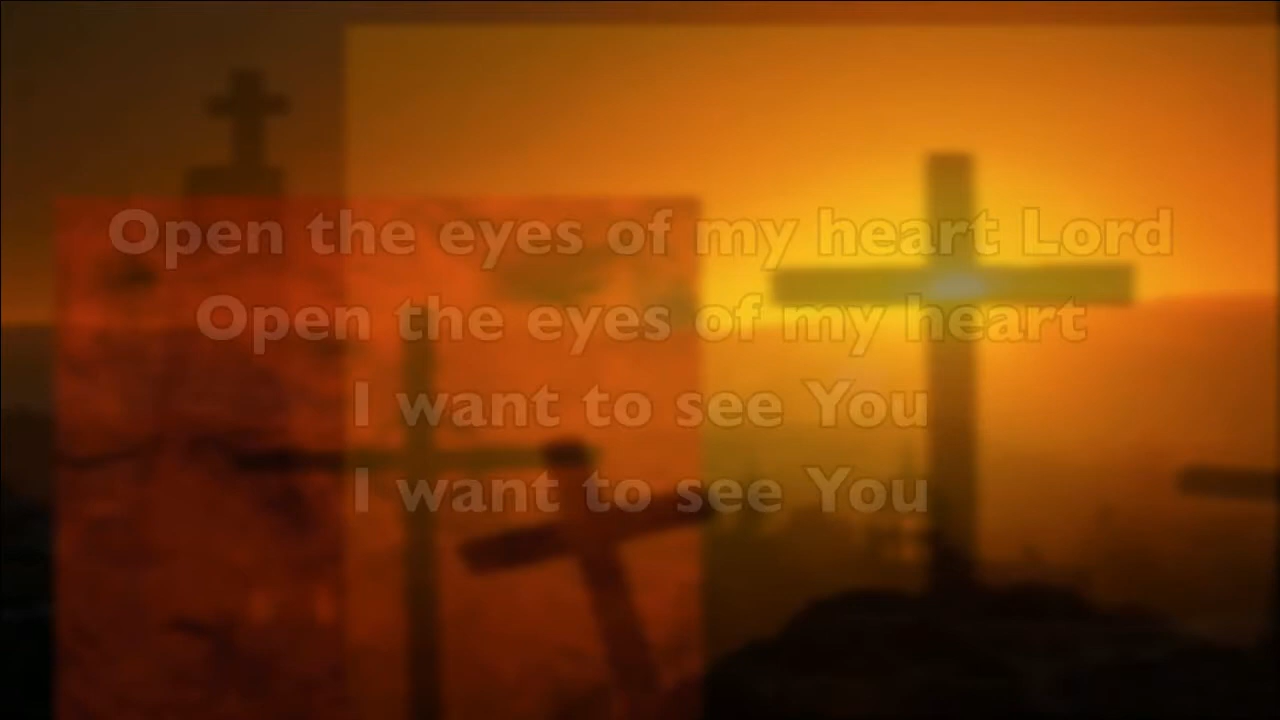 Open the eyes of my heart Lord
Open the eyes of my heart
I want to see You
I want to see You